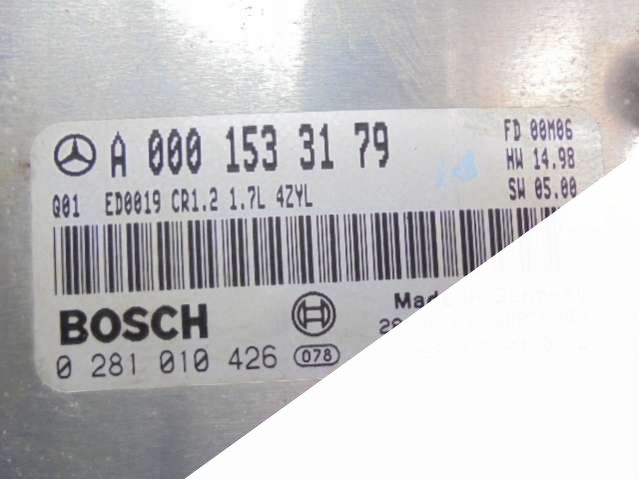 A 000 153 31 79
FD 00M06
HW 14.98
SW 05.00
Q01 ED0019 CR1.2 1.7L 4ZYL
BOSCH
0 281 010 426 078